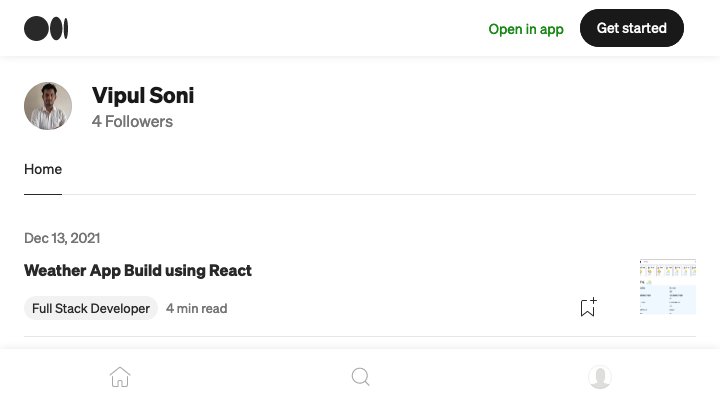 Open in app
Get started
Vipul Soni
4 Followers
Home
Dec 13, 2021
Weather App Build using React
Full Stack Developer
4 min read